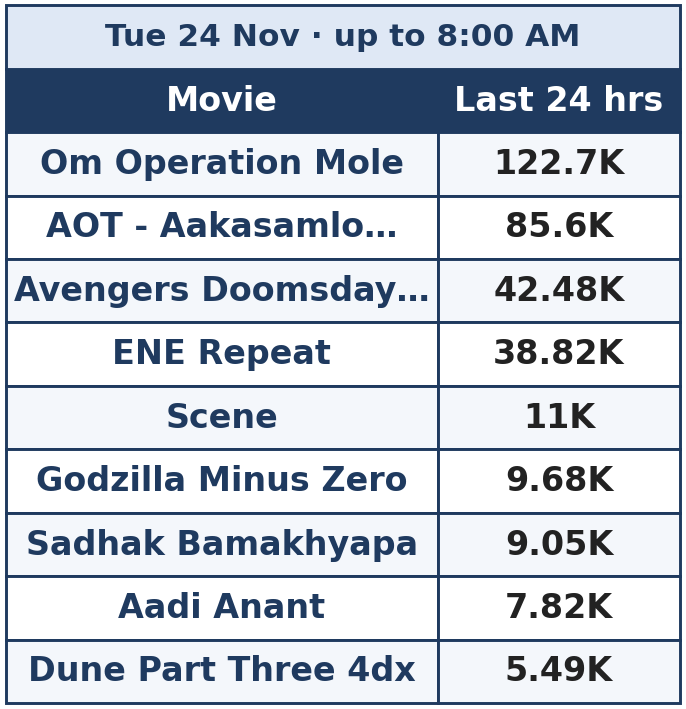 Tue 24 Nov · up to 8:00 AM
Movie Last 24 hrs
Om Operation Mole 122.7K
AOT - Aakasamlo... 85.6K
Avengers Doomsday... 42.48K
ENE Repeat 38.82K
Scene 11K
Godzilla Minus Zero 9.68K
Sadhak Bamakhyapa 9.05K
Aadi Anant 7.82K
Dune Part Three 4dx 5.49K